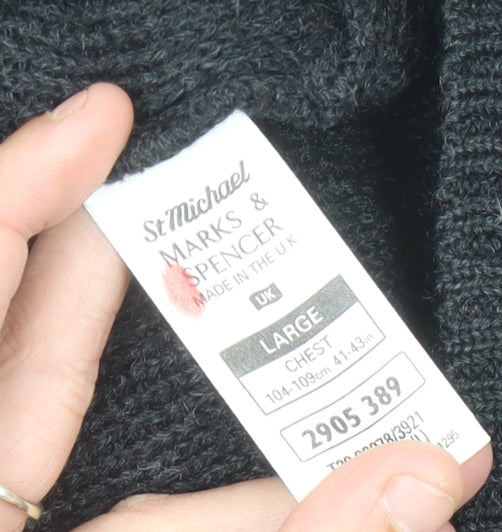 St Michael
MARKS &
SPENCER
MADE IN THE U.K.
UK
LARGE
CHEST
104-109cm 41-43in
2905 389